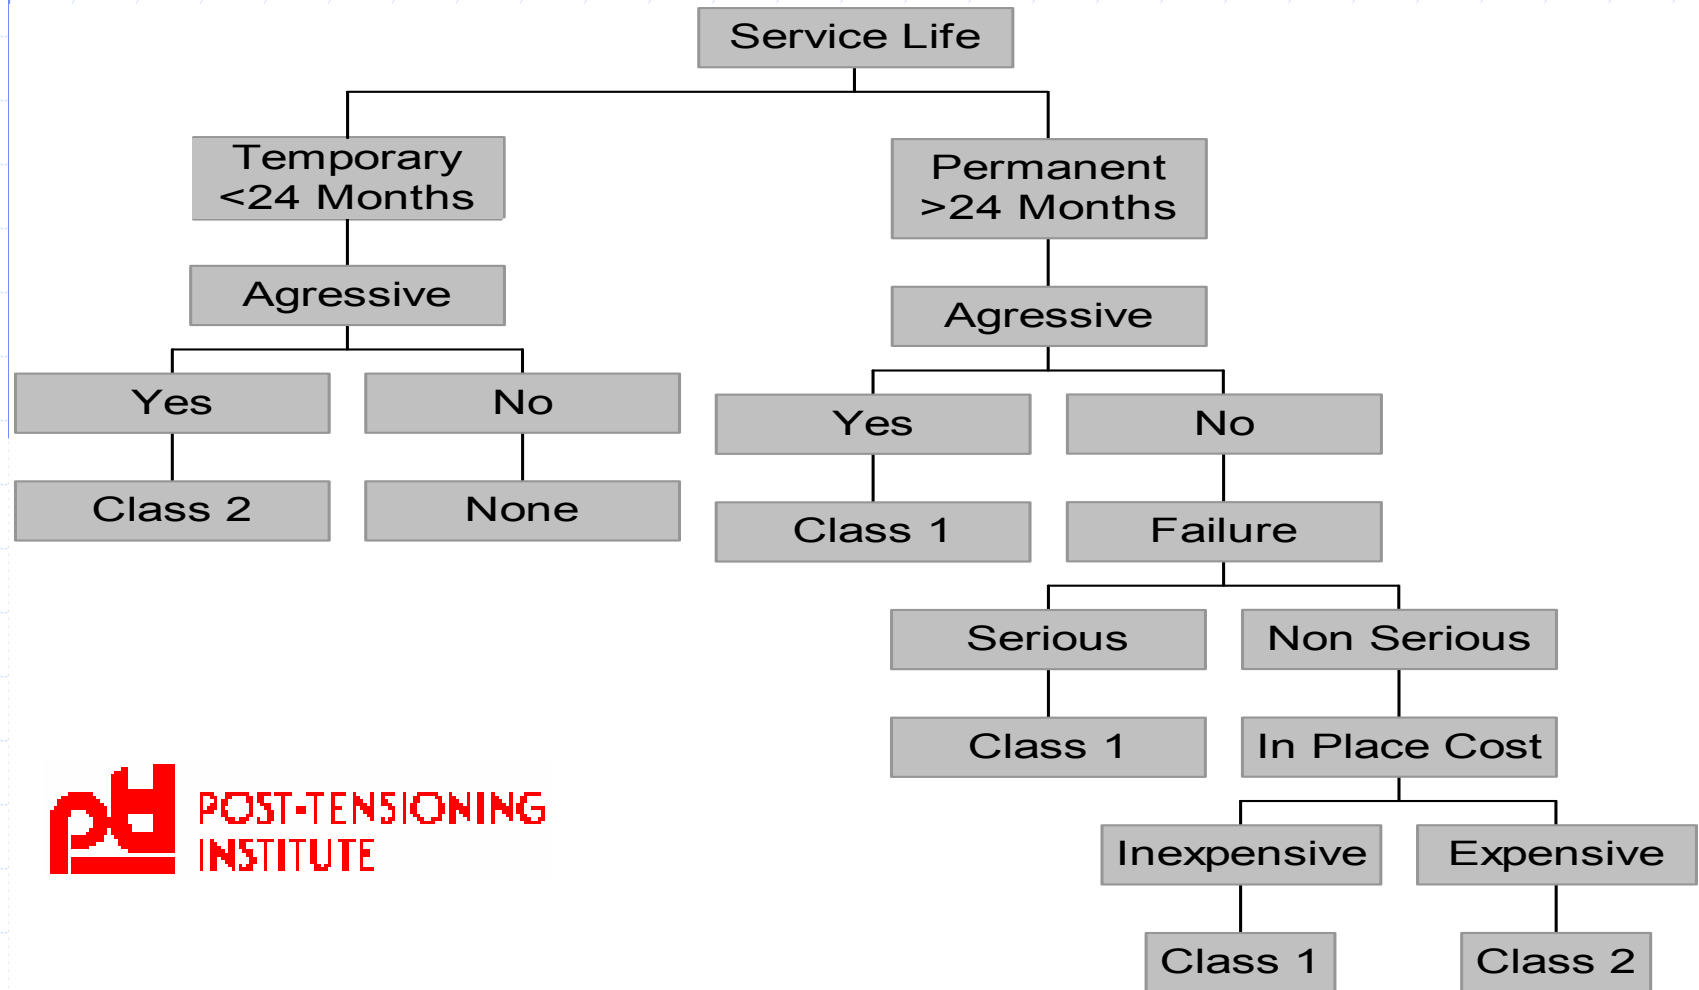 Service Life
Temporary
<24 Months
Permanent
>24 Months
Agressive
Agressive
Yes
No
Yes
No
Class 2
None
Class 1
Failure
Serious
Non Serious
Class 1
In Place Cost
Inexpensive
Expensive
Class 1
Class 2
pti
POST-TENSIONING
INSTITUTE